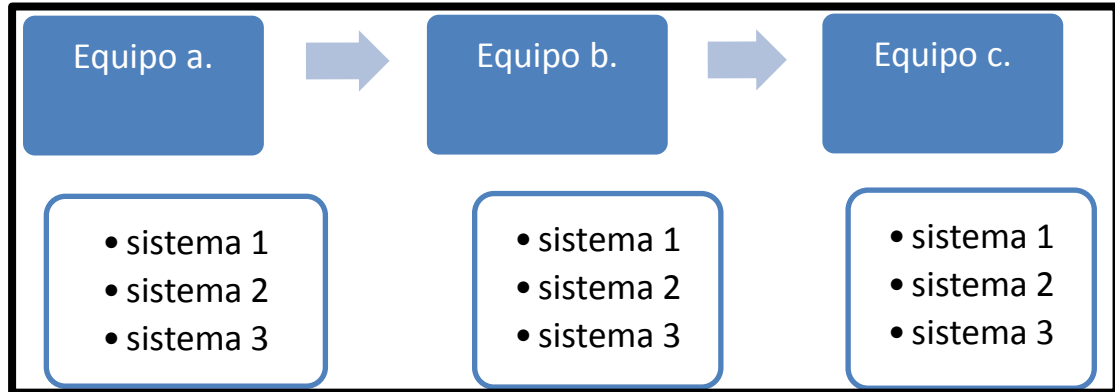 Equipo a.
Equipo b.
Equipo c.
• sistema 1
• sistema 2
• sistema 3
• sistema 1
• sistema 2
• sistema 3
• sistema 1
• sistema 2
• sistema 3